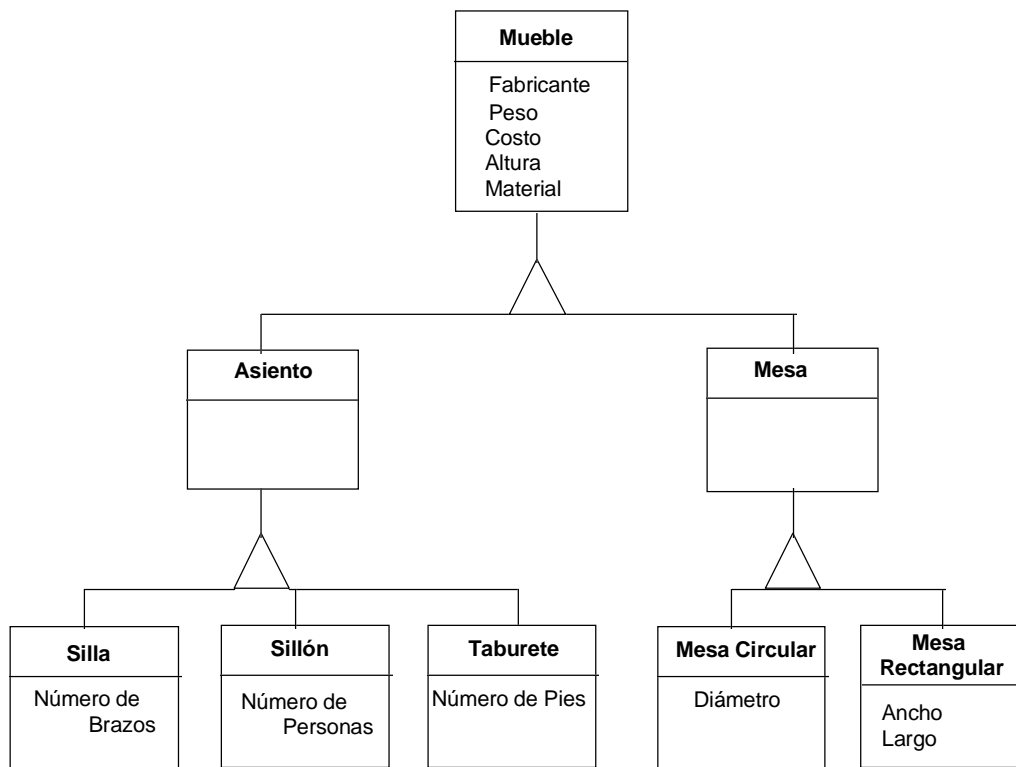 Mueble
Fabricante
Peso
Costo
Altura
Material
Asiento
Mesa
Silla
Número de
Brazos
Sillón
Número de
Personas
Taburete
Número de Pies
Mesa Circular
Diámetro
Mesa
Rectangular
Ancho
Largo